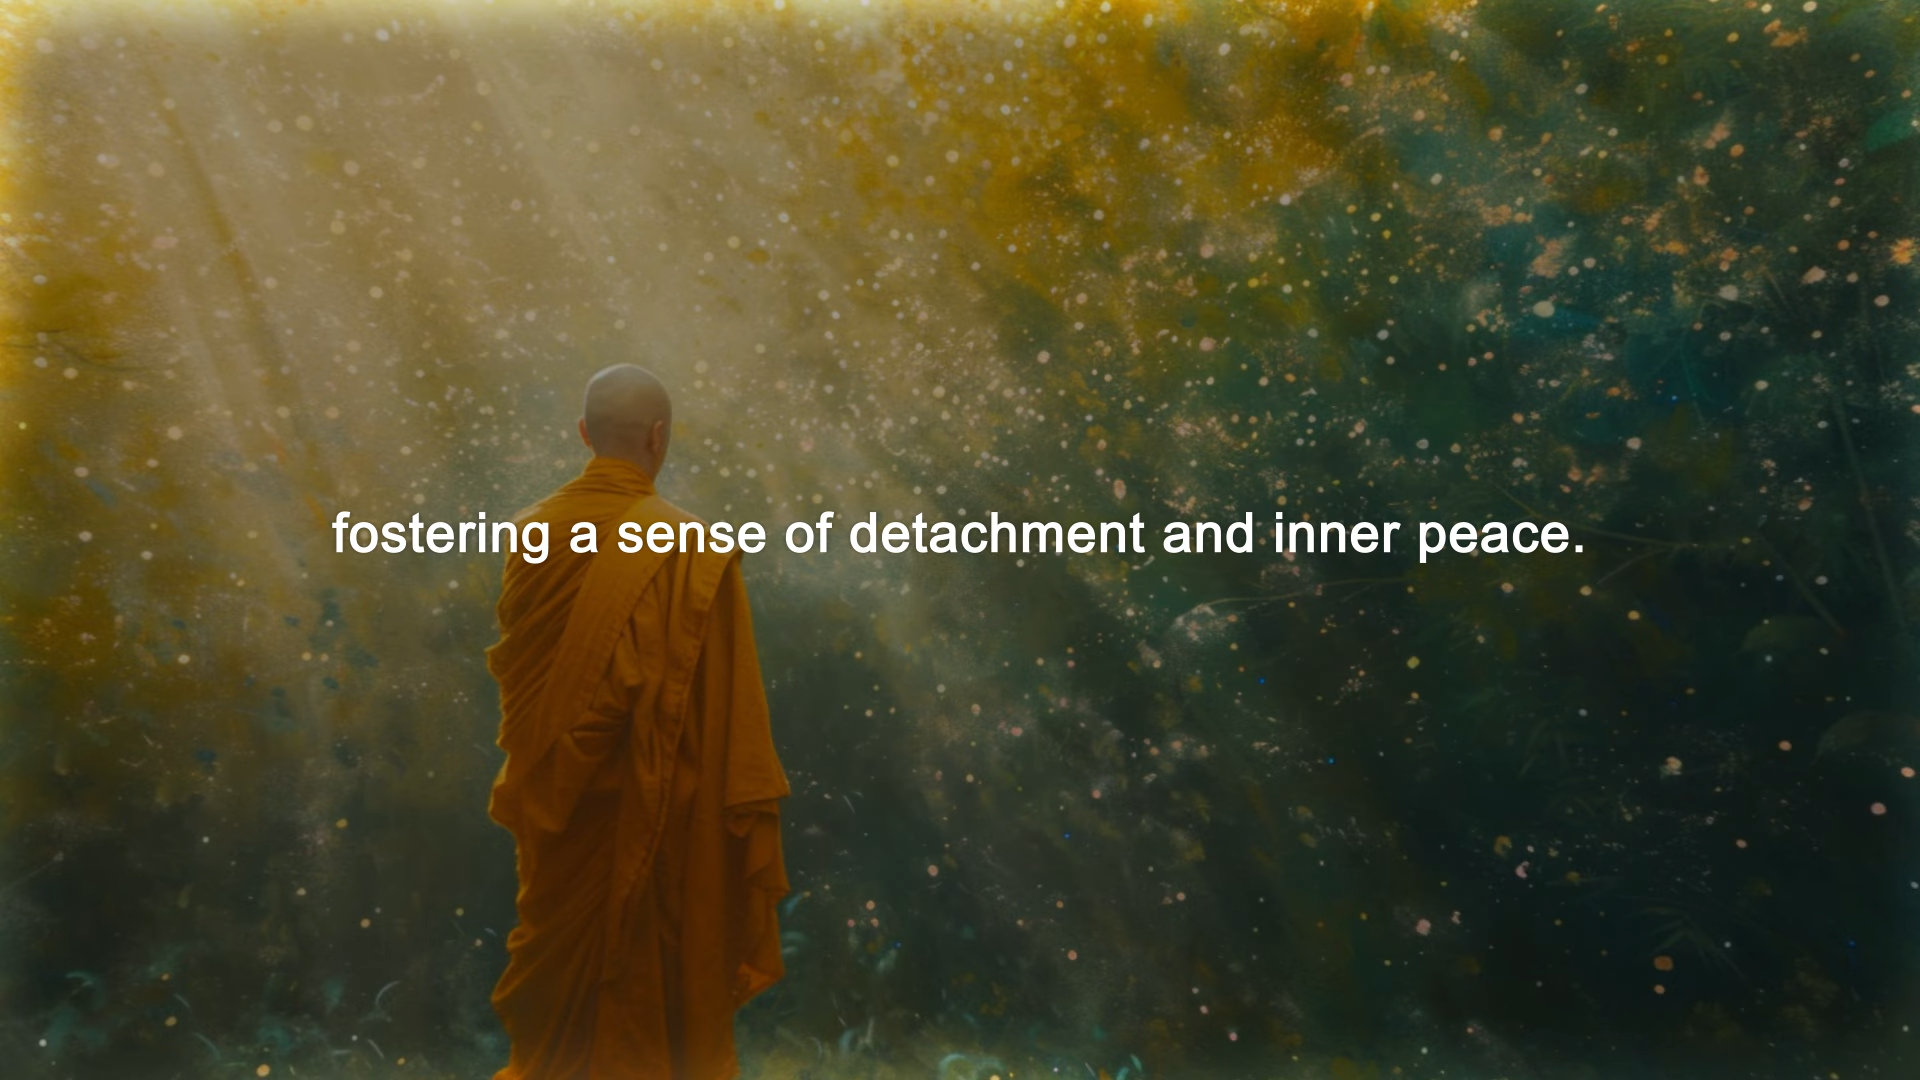 fostering a sense of detachment and inner peace.